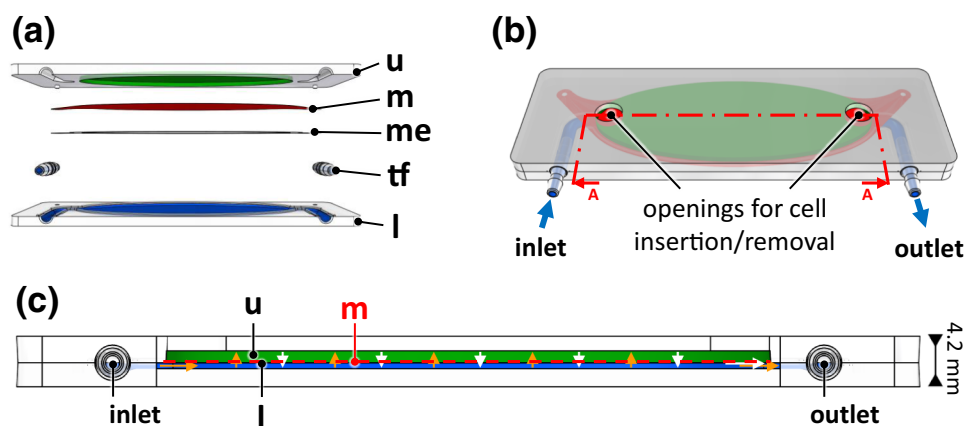 (a)
u
m
me
tf
l
(b)
A
A
openings for cell
insertion/removal
inlet
outlet
(c)
u
m
4.2 mm
inlet
l
outlet